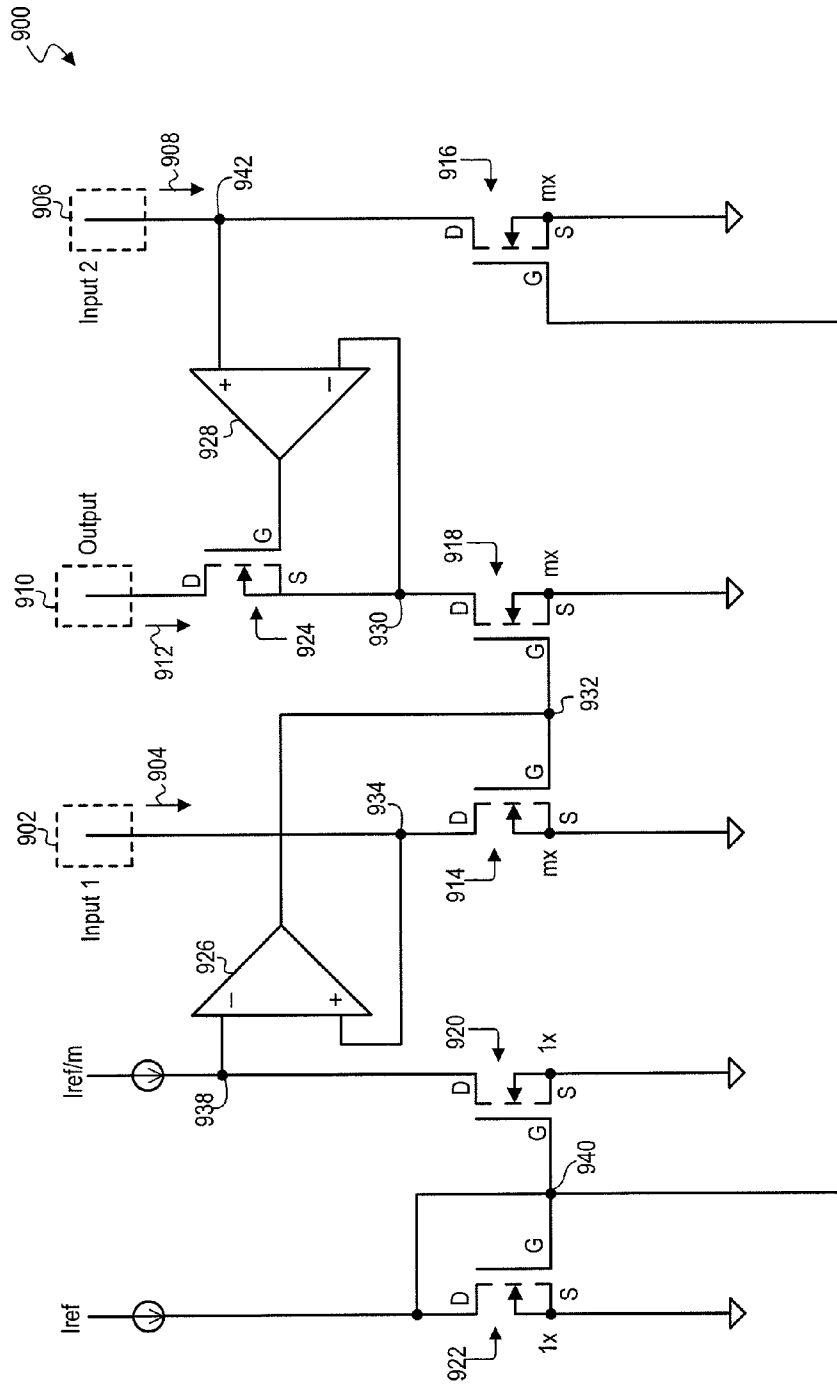 900
906
908
Input 2
942
916
D
G
S
mx
+
−
928
910
Output
912
D
G
S
924
930
918
D
G
S
mx
932
902
904
Input 1
934
D
G
S
914
mx
926
−
+
Iref/m
938
920
D
G
S
1x
940
Iref
D
G
S
922
1x